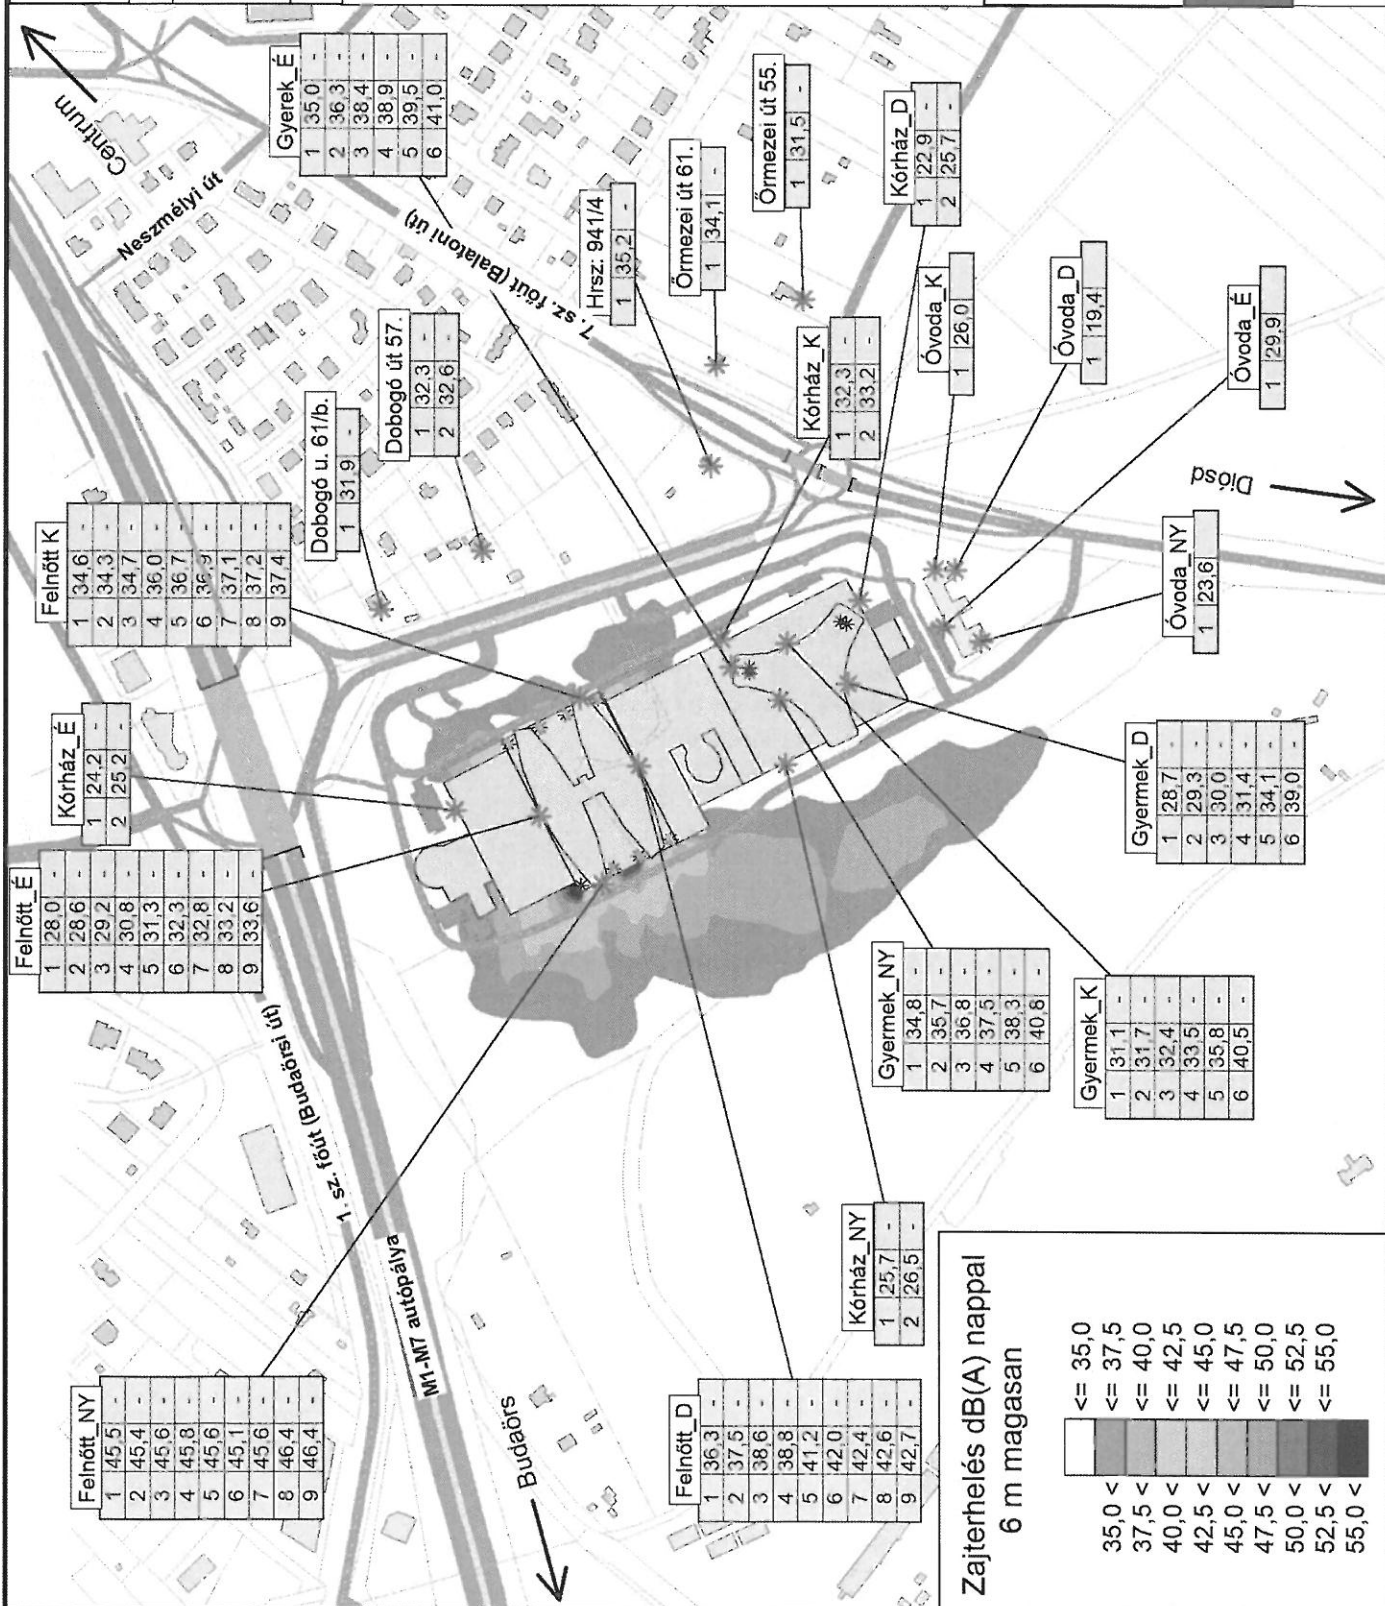 Felnőtt_NY
1 45,5 -
2 45,4 -
3 45,6 -
4 45,8 -
5 45,6 -
6 45,1 -
7 45,6 -
8 46,4 -
9 46,4 -
Felnőtt_É
1 28,0 -
2 28,6 -
3 29,2 -
4 30,8 -
5 31,3 -
6 32,3 -
7 32,8 -
8 33,2 -
9 33,6 -
Kórház_É
1 24,2 -
2 25,2 -
Felnőtt K
1 34,6 -
2 34,3 -
3 34,7 -
4 36,0 -
5 36,7 -
6 36,9 -
7 37,1 -
8 37,2 -
9 37,4 -
Dobogó u. 61/b.
1 31,9 -
Dobogó út 57.
1 32,3 -
2 32,6 -
Gyerek_É
1 35,0 -
2 36,3 -
3 38,4 -
4 38,9 -
5 39,5 -
6 41,0 -
Centrum
Neszmélyi út
7. sz. főút (Balatoni út)
1. sz. főút (Budaörsi út)
M1-M7 autópálya
Budaörs
Hrsz: 941/4
1 35,2 -
Őrmezei út 61.
1 34,1 -
Őrmezei út 55.
1 31,5 -
Kórház_K
1 32,3 -
2 33,2 -
Kórház_D
1 22,9 -
2 25,7 -
Óvoda_K
1 26,0
Óvoda_D
1 19,4
Óvoda_É
1 29,9
Óvoda_NY
1 23,6
Diósd
Felnőtt_D
1 36,3 -
2 37,5 -
3 38,6 -
4 38,8 -
5 41,2 -
6 42,0 -
7 42,4 -
8 42,6 -
9 42,7 -
Kórház_NY
1 25,7 -
2 26,5 -
Gyermek_NY
1 34,8 -
2 35,7 -
3 36,8 -
4 37,5 -
5 38,3 -
6 40,8 -
Gyermek_K
1 31,1 -
2 31,7 -
3 32,4 -
4 33,5 -
5 35,8 -
6 40,5 -
Gyermek_D
1 28,7 -
2 29,3 -
3 30,0 -
4 31,4 -
5 34,1 -
6 39,0 -
Zajterhelés dB(A) nappal
6 m magasan
<= 35,0
35,0 < <= 37,5
37,5 < <= 40,0
40,0 < <= 42,5
42,5 < <= 45,0
45,0 < <= 47,5
47,5 < <= 50,0
50,0 < <= 52,5
52,5 < <= 55,0
55,0 <